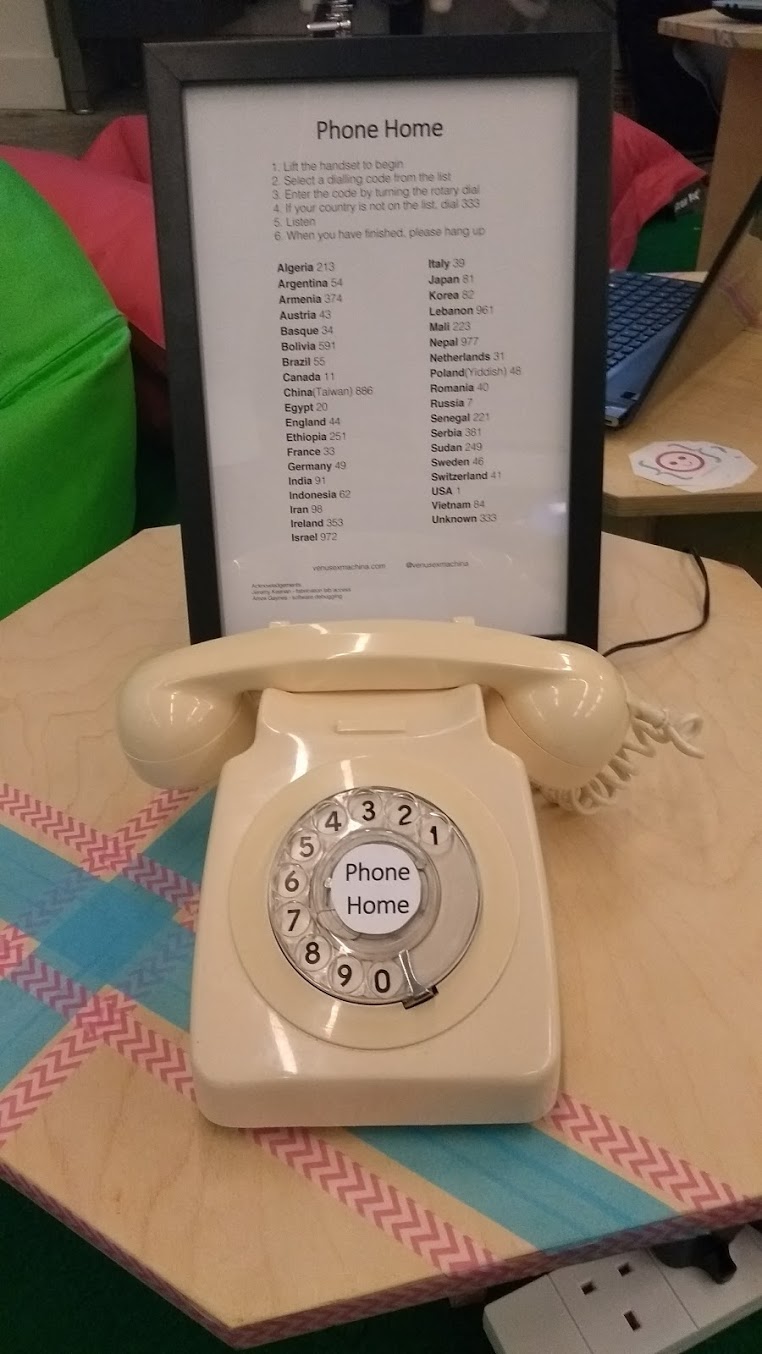 Phone Home
1. Lift the handset to begin
2. Select a dialling code from the list
3. Enter the code by turning the rotary dial
4. If your country is not on the list, dial 333
5. Listen
6. When you have finished, please hang up
Algeria 213
Argentina 54
Armenia 374
Austria 43
Basque 34
Bolivia 591
Brazil 55
Canada 11
China(Taiwan) 886
Egypt 20
England 44
Ethiopia 251
France 33
Germany 49
India 91
Indonesia 62
Iran 98
Ireland 353
Israel 972
Italy 39
Japan 81
Korea 82
Lebanon 961
Mali 223
Nepal 977
Netherlands 31
Poland(Yiddish) 48
Romania 40
Russia 7
Senegal 221
Serbia 381
Sudan 249
Sweden 46
Switzerland 41
USA 1
Vietnam 84
Unknown 333
venusexmachina.com @venusexmachina
Acknowledgements
Jeremy Keenan - fabrication lab access
- software debugging
1
2
3
4
5
6
7
8
9
0
Phone
Home